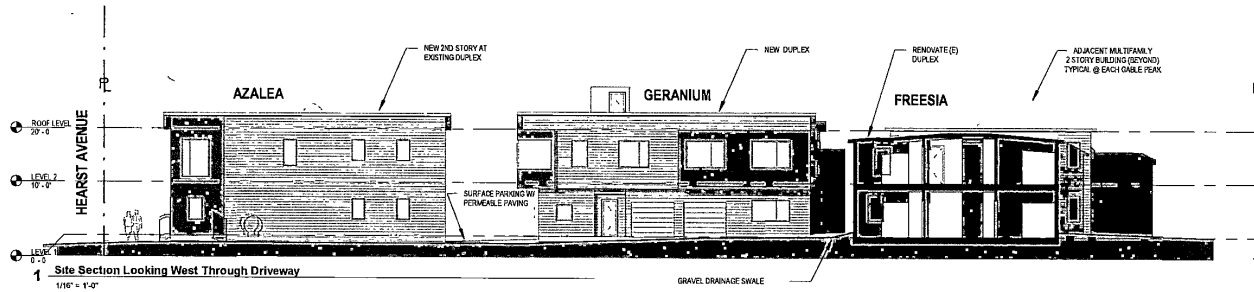 NEW 2ND STORY AT
EXISTING DUPLEX
NEW DUPLEX
RENOVATE (E)
DUPLEX
ADJACENT MULTIFAMILY
2 STORY BUILDING (BEYOND)
TYPICAL @ EACH GABLE PEAK
PL
AZALEA
GERANIUM
FREESIA
HEARST AVENUE
ROOF LEVEL
20' - 0
LEVEL 2
10' - 0"
SURFACE PARKING W/
PERMEABLE PAVING
LEVEL 1
0 - 0
1 Site Section Looking West Through Driveway
1/16" = 1'-0"
GRAVEL DRAINAGE SWALE